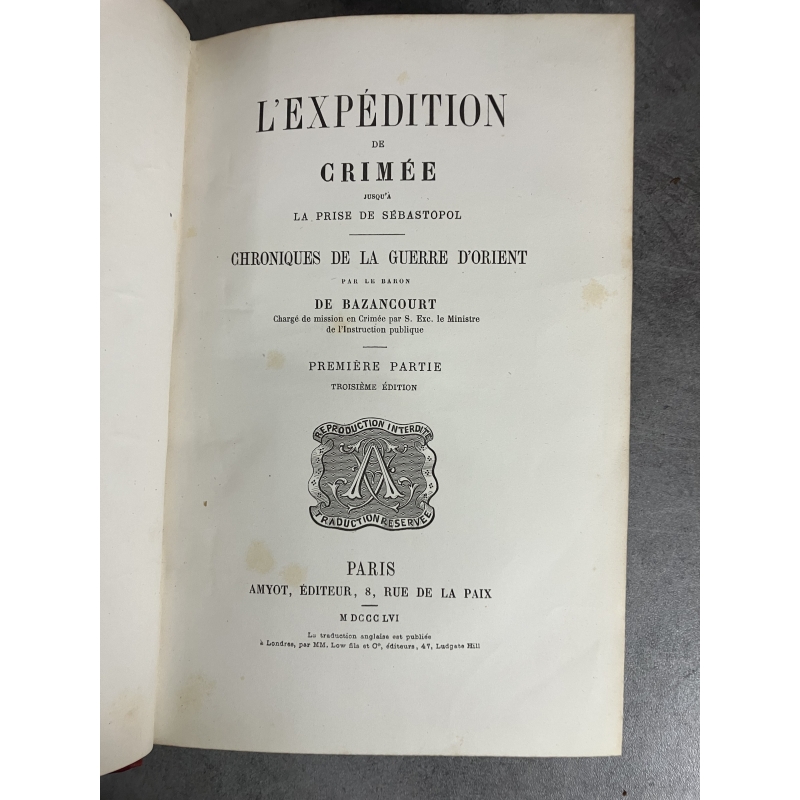 L'EXPÉDITION
DE
CRIMÉE
JUSQU'À
LA PRISE DE SÉBASTOPOL
CHRONIQUES DE LA GUERRE D'ORIENT
PAR LE BARON
DE BAZANCOURT
Chargé de mission en Crimée par S. Exc. le Ministre
de l'Instruction publique
PREMIÈRE PARTIE
TROISIÈME ÉDITION
REPRODUCTION INTERDITE
A
TRADUCTION RÉSERVÉE
PARIS
AMYOT, ÉDITEUR, 8, RUE DE LA PAIX
M DCCC LVI
La traduction anglaise est publiée
à Londres, par MM. Low fils et Cº, éditeurs, 47, Ludgate Hill